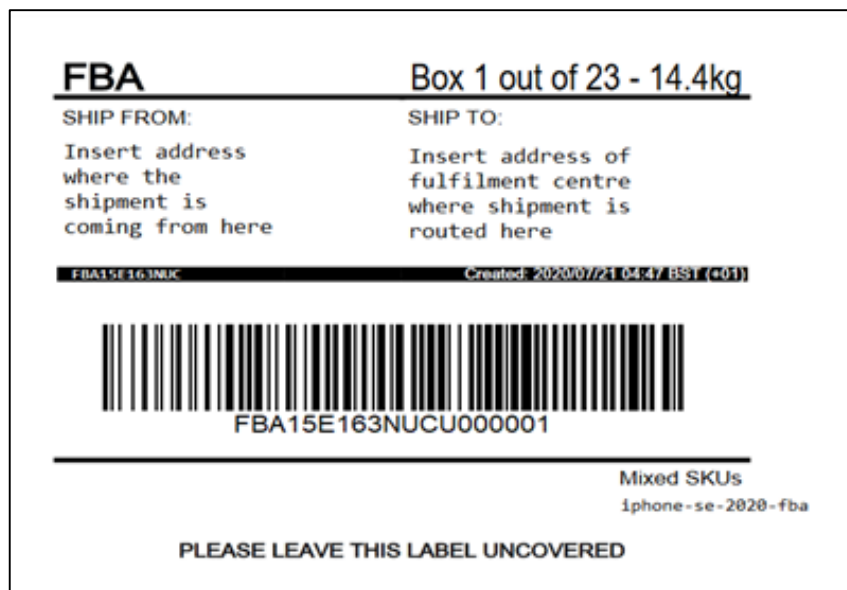 FBA
Box 1 out of 23 - 14.4kg
SHIP FROM:
Insert address
where the
shipment is
coming from here
SHIP TO:
Insert address of
fulfilment centre
where shipment is
routed here
FBA15E163NUC
Created: 2020/07/21 04:47 BST (+01)
FBA15E163NUCU000001
Mixed SKUs
iphone-se-2020-fba
PLEASE LEAVE THIS LABEL UNCOVERED